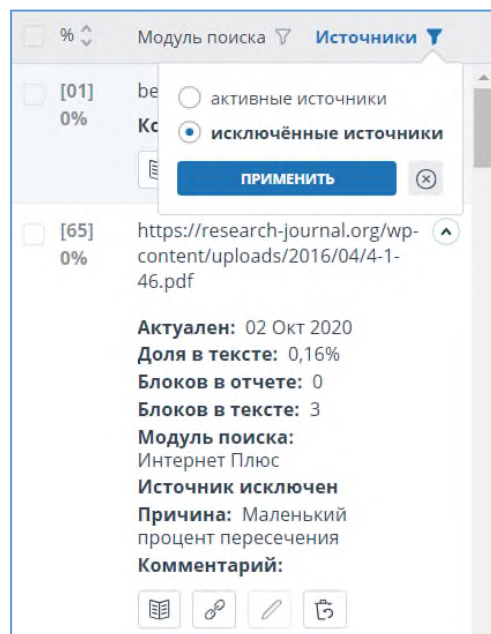 % Модуль поиска Источники
[01] be
0% Кс
активные источники
исключённые источники
ПРИМЕНИТЬ
[65] https://research-journal.org/wp-
0% content/uploads/2016/04/4-1-
46.pdf
Актуален: 02 Окт 2020
Доля в тексте: 0,16%
Блоков в отчете: 0
Блоков в тексте: 3
Модуль поиска:
Интернет Плюс
Источник исключен
Причина: Маленький
процент пересечения
Комментарий: